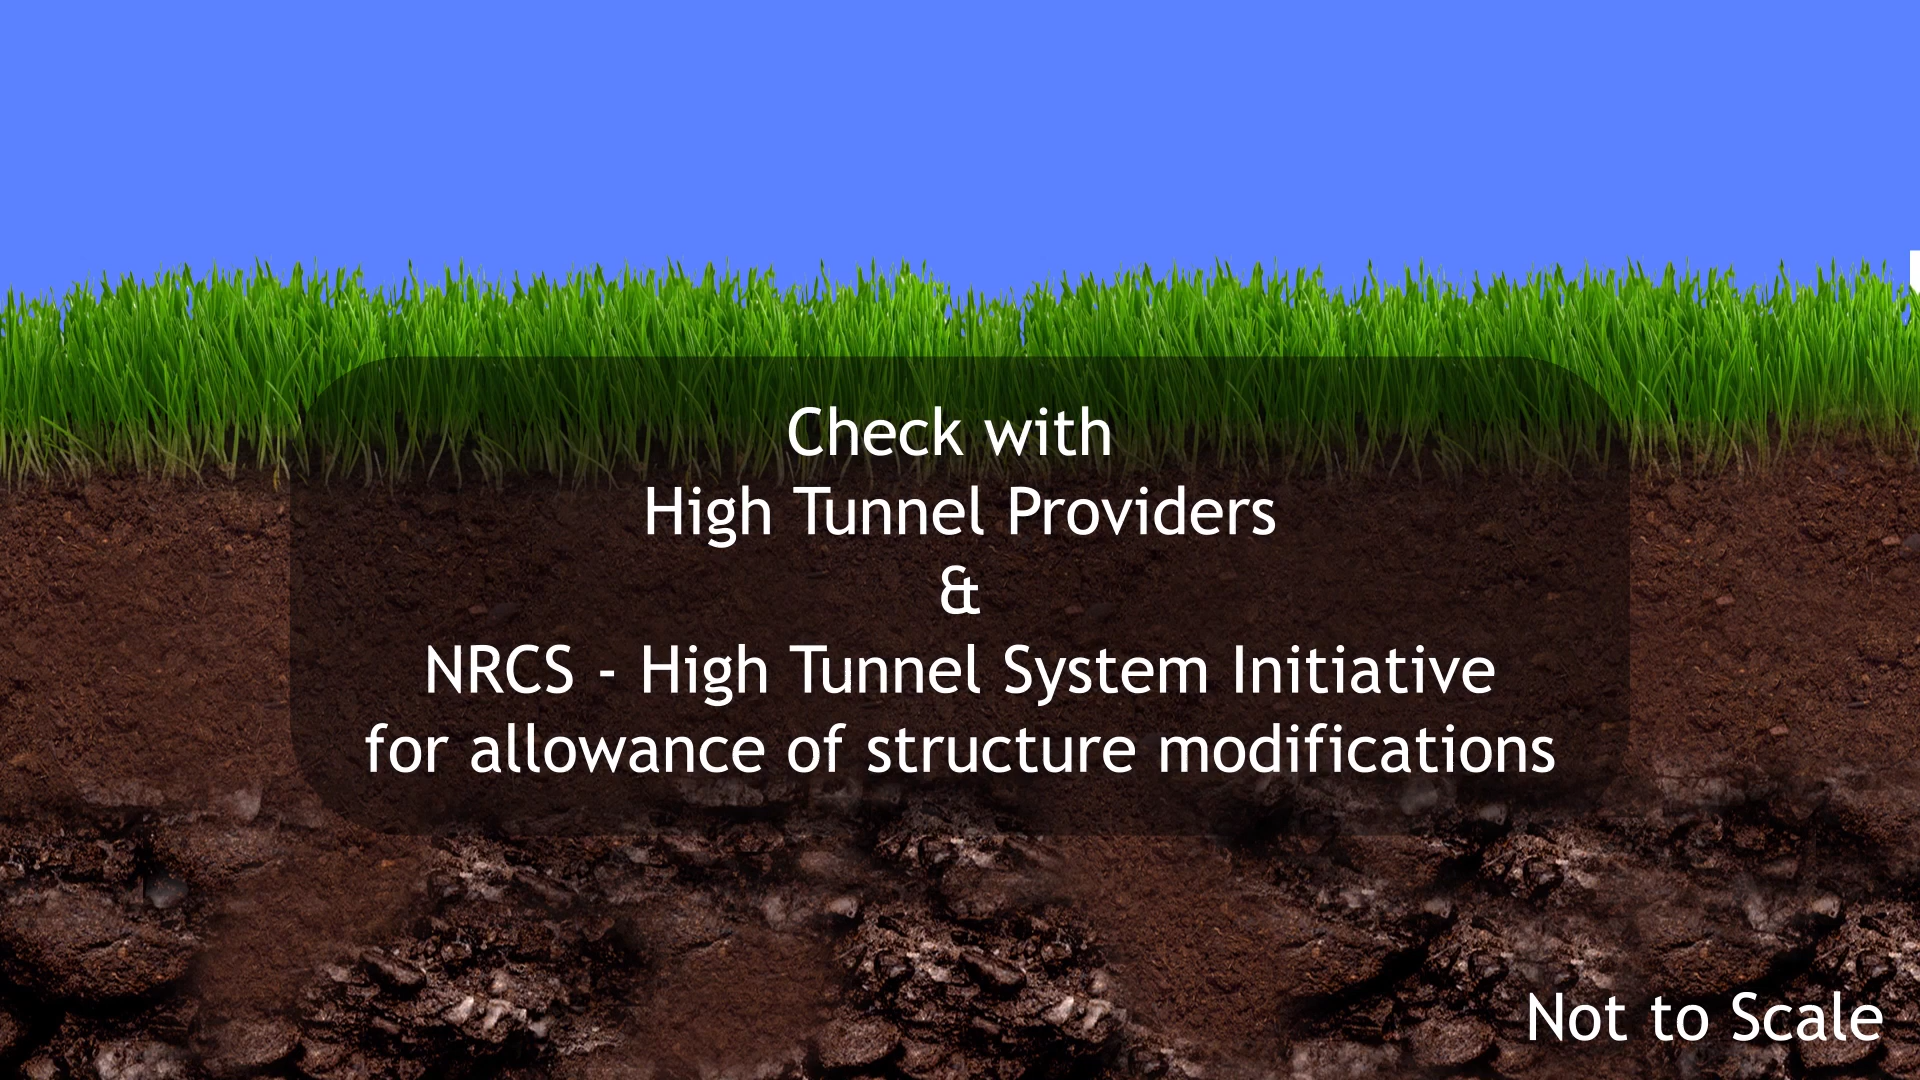 Check with
High Tunnel Providers
&
NRCS - High Tunnel System Initiative
for allowance of structure modifications
Not to Scale